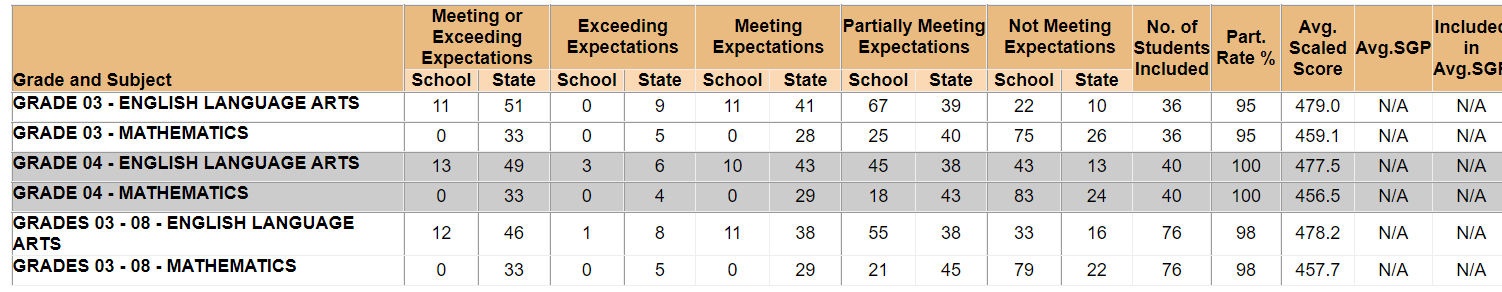 Grade and Subject | Meeting or Exceeding Expectations | Exceeding Expectations | Meeting Expectations | Partially Meeting Expectations | Not Meeting Expectations | No. of Students Included | Part. Rate % | Avg. Scaled Score | Avg.SGP | Included in Avg.SGP
School State School State School State School State School State
GRADE 03 - ENGLISH LANGUAGE ARTS 11 51 0 9 11 41 67 39 22 10 36 95 479.0 N/A N/A
GRADE 03 - MATHEMATICS 0 33 0 5 0 28 25 40 75 26 36 95 459.1 N/A N/A
GRADE 04 - ENGLISH LANGUAGE ARTS 13 49 3 6 10 43 45 38 43 13 40 100 477.5 N/A N/A
GRADE 04 - MATHEMATICS 0 33 0 4 0 29 18 43 83 24 40 100 456.5 N/A N/A
GRADES 03 - 08 - ENGLISH LANGUAGE ARTS 12 46 1 8 11 38 55 38 33 16 76 98 478.2 N/A N/A
GRADES 03 - 08 - MATHEMATICS 0 33 0 5 0 29 21 45 79 22 76 98 457.7 N/A N/A